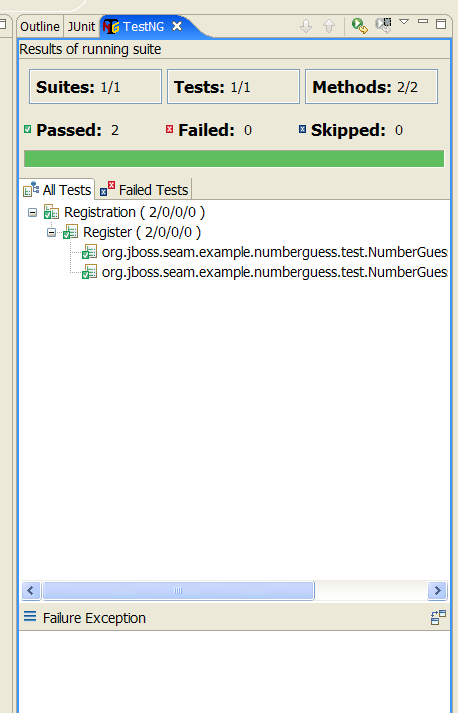 Outline JUnit TestNG
Results of running suite
Suites: 1/1 Tests: 1/1 Methods: 2/2
Passed: 2 Failed: 0 Skipped: 0
All Tests Failed Tests
Registration ( 2/0/0/0 )
Register ( 2/0/0/0 )
org.jboss.seam.example.numberguess.test.NumberGues
org.jboss.seam.example.numberguess.test.NumberGues
Failure Exception